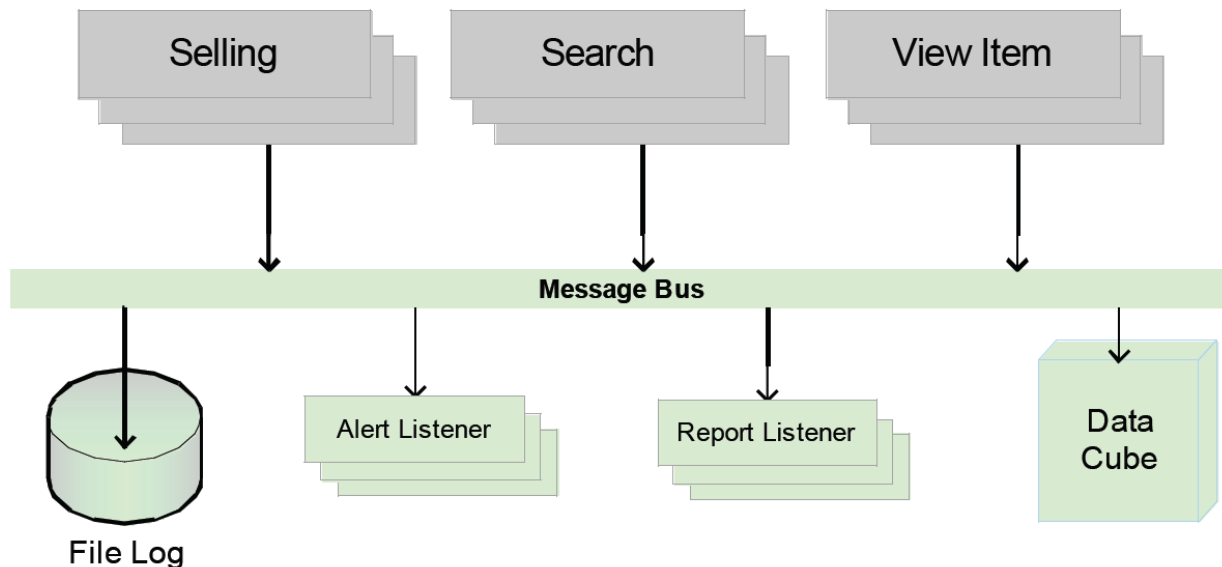 Selling
Search
View Item
Message Bus
Alert Listener
Report Listener
Data
Cube
File Log